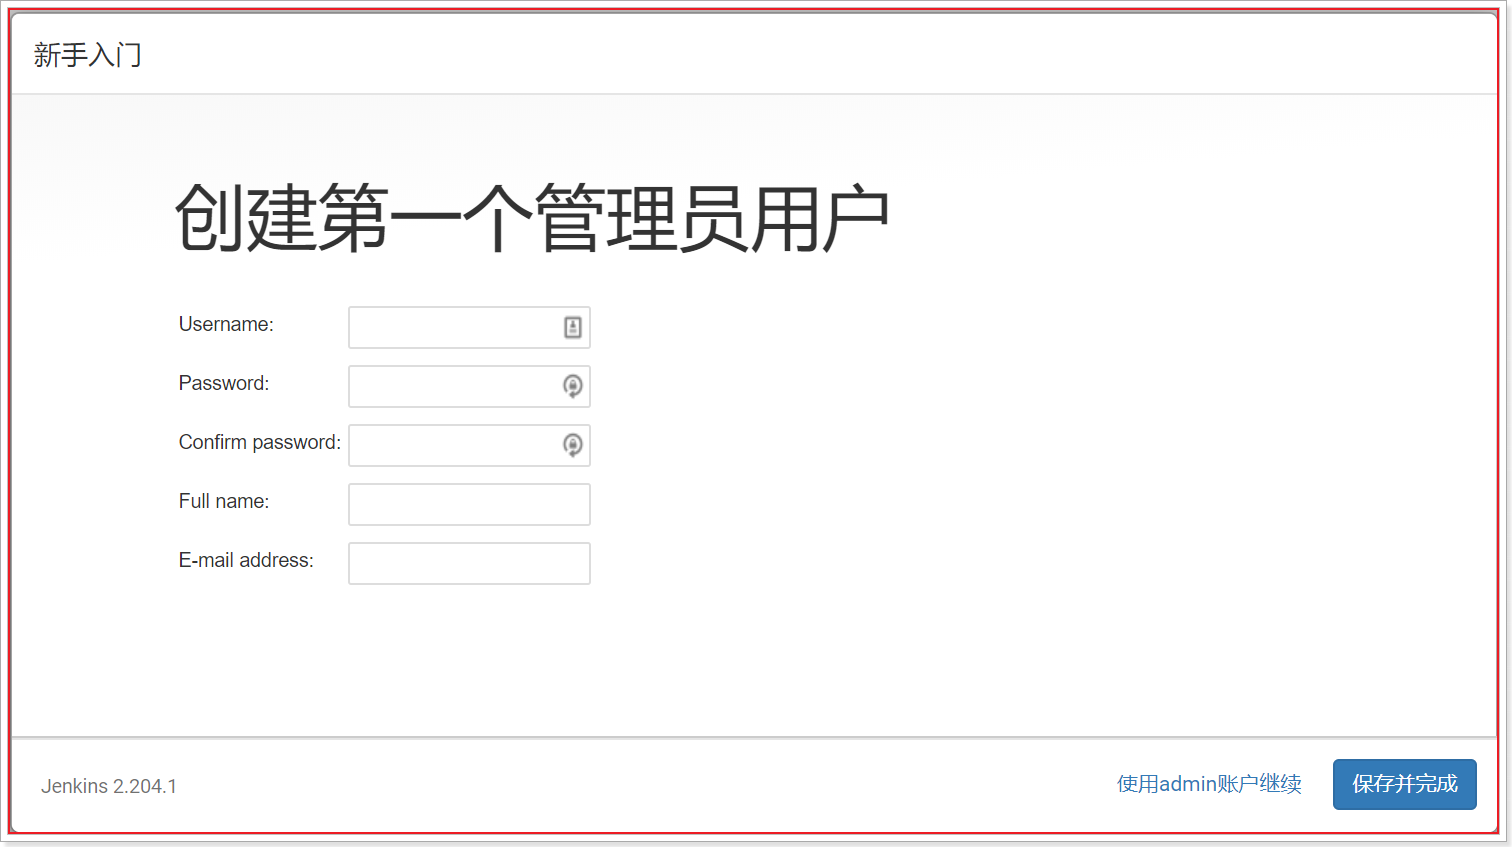 新手入门
创建第一个管理员用户
Username:
Password:
Confirm password:
Full name:
E-mail address:
Jenkins 2.204.1
使用admin账户继续
保存并完成